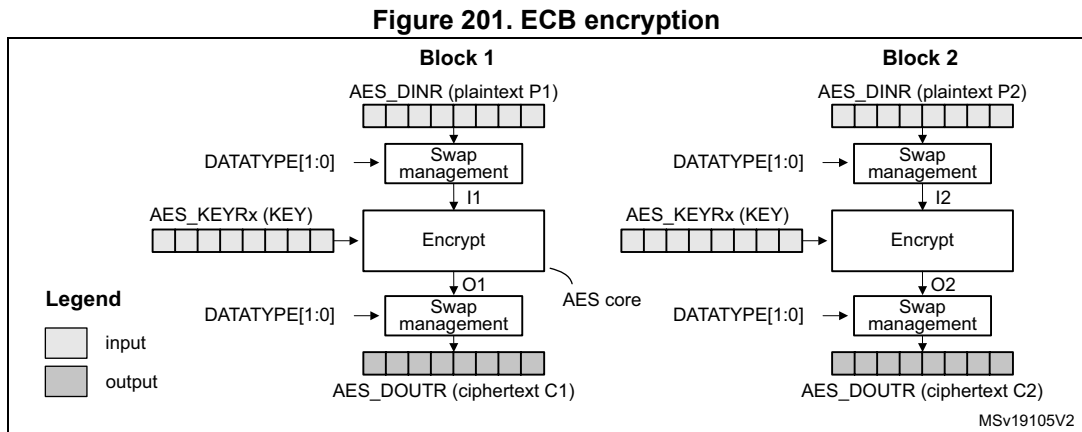 Figure 201. ECB encryption
Block 1
AES_DINR (plaintext P1)
DATATYPE[1:0]
Swap
management
I1
AES_KEYRx (KEY)
Encrypt
AES core
O1
DATATYPE[1:0]
Swap
management
AES_DOUTR (ciphertext C1)
Block 2
AES_DINR (plaintext P2)
DATATYPE[1:0]
Swap
management
I2
AES_KEYRx (KEY)
Encrypt
O2
DATATYPE[1:0]
Swap
management
AES_DOUTR (ciphertext C2)
Legend
input
output
MSv19105V2